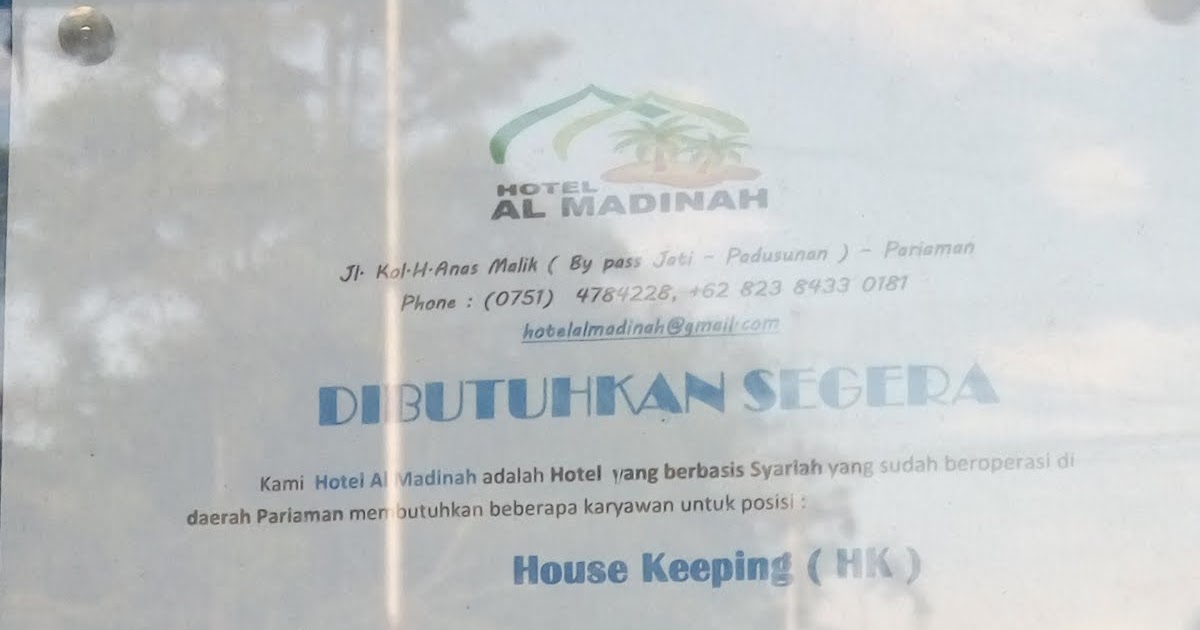 HOTEL
AL MADINAH
Jl. Kol.H.Anas Malik ( By pass Jati - Padusunan ) - Pariaman
Phone : (0751) 4784228, +62 823 8433 0181
hotelalmadinah@gmail.com
DIBUTUHKAN SEGERA
Kami Hotel Al Madinah adalah Hotel yang berbasis Syariah yang sudah beroperasi di
daerah Pariaman membutuhkan beberapa karyawan untuk posisi :
House Keeping ( HK )